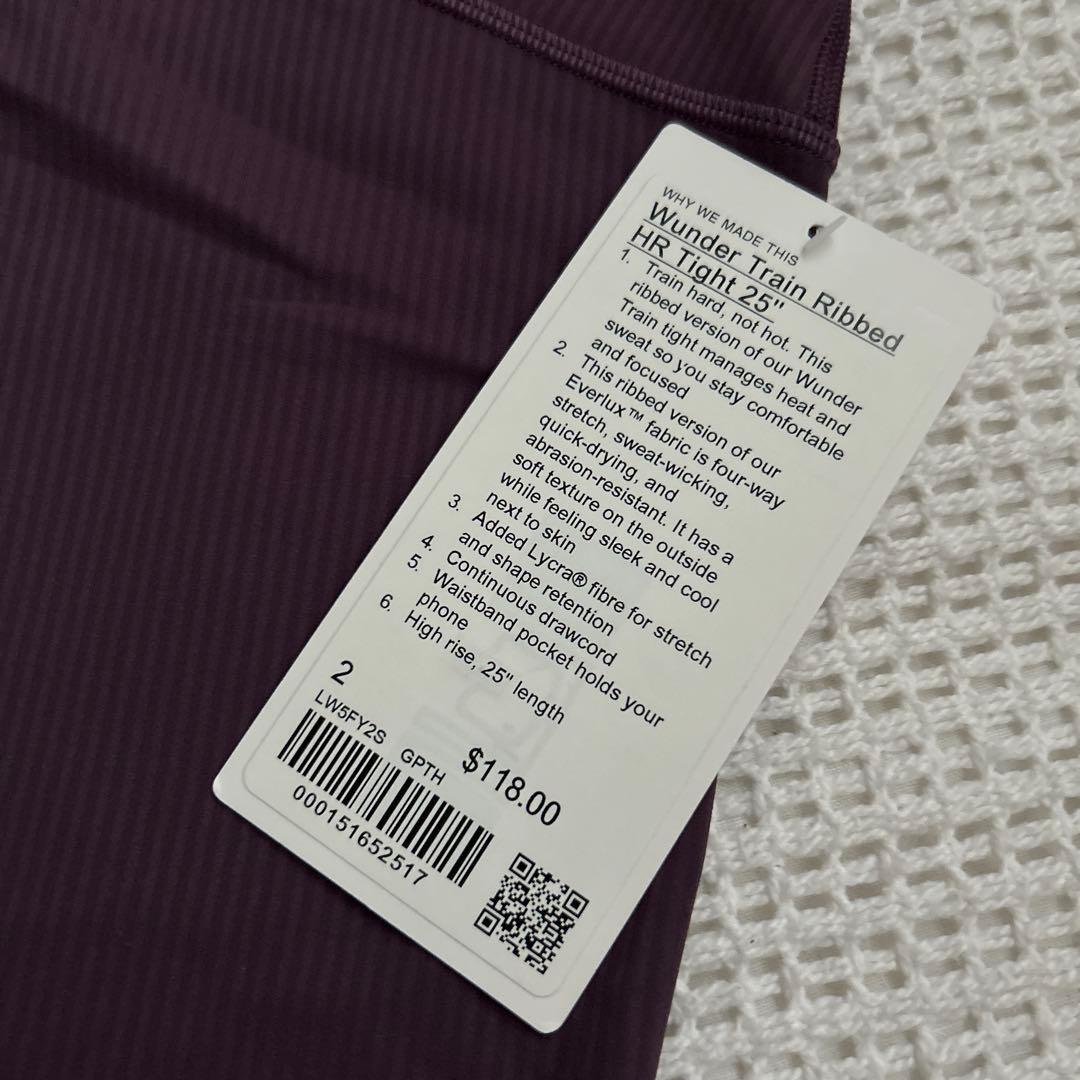 WHY WE MADE THIS
Wunder Train Ribbed
HR Tight 25"
1. Train hard, not hot. This
ribbed version of our Wunder
Train tight manages heat and
sweat so you stay comfortable
and focused
2. This ribbed version of our
Everlux™ fabric is four-way
stretch, sweat-wicking,
quick-drying, and
abrasion-resistant. It has a
soft texture on the outside
while feeling sleek and cool
next to skin
3. Added Lycra® fibre for stretch
and shape retention
4. Continuous drawcord
5. Waistband pocket holds your
phone
6. High rise, 25" length
2
LW5FY2S GPTH
$118.00
000151652517